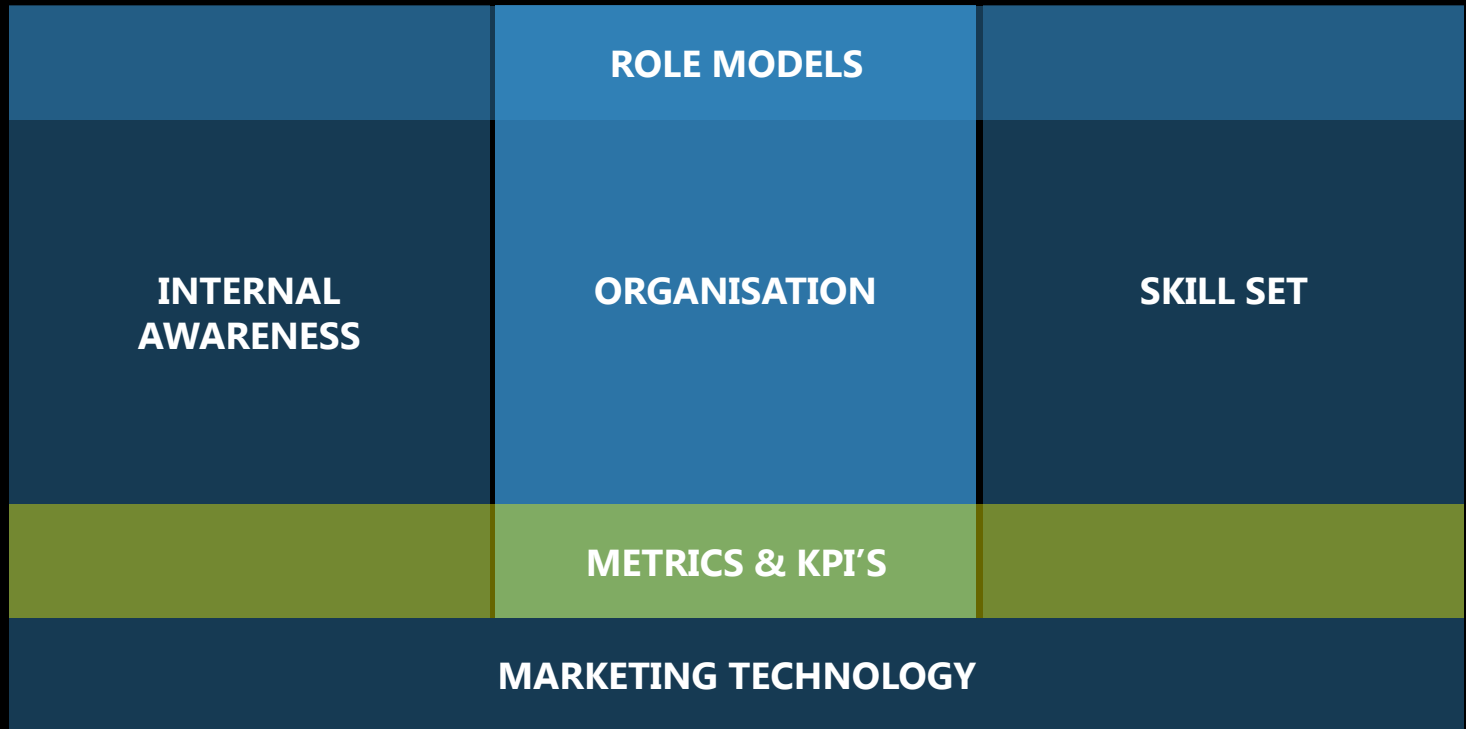 ROLE MODELS
INTERNAL
AWARENESS
ORGANISATION
SKILL SET
METRICS & KPI’S
MARKETING TECHNOLOGY